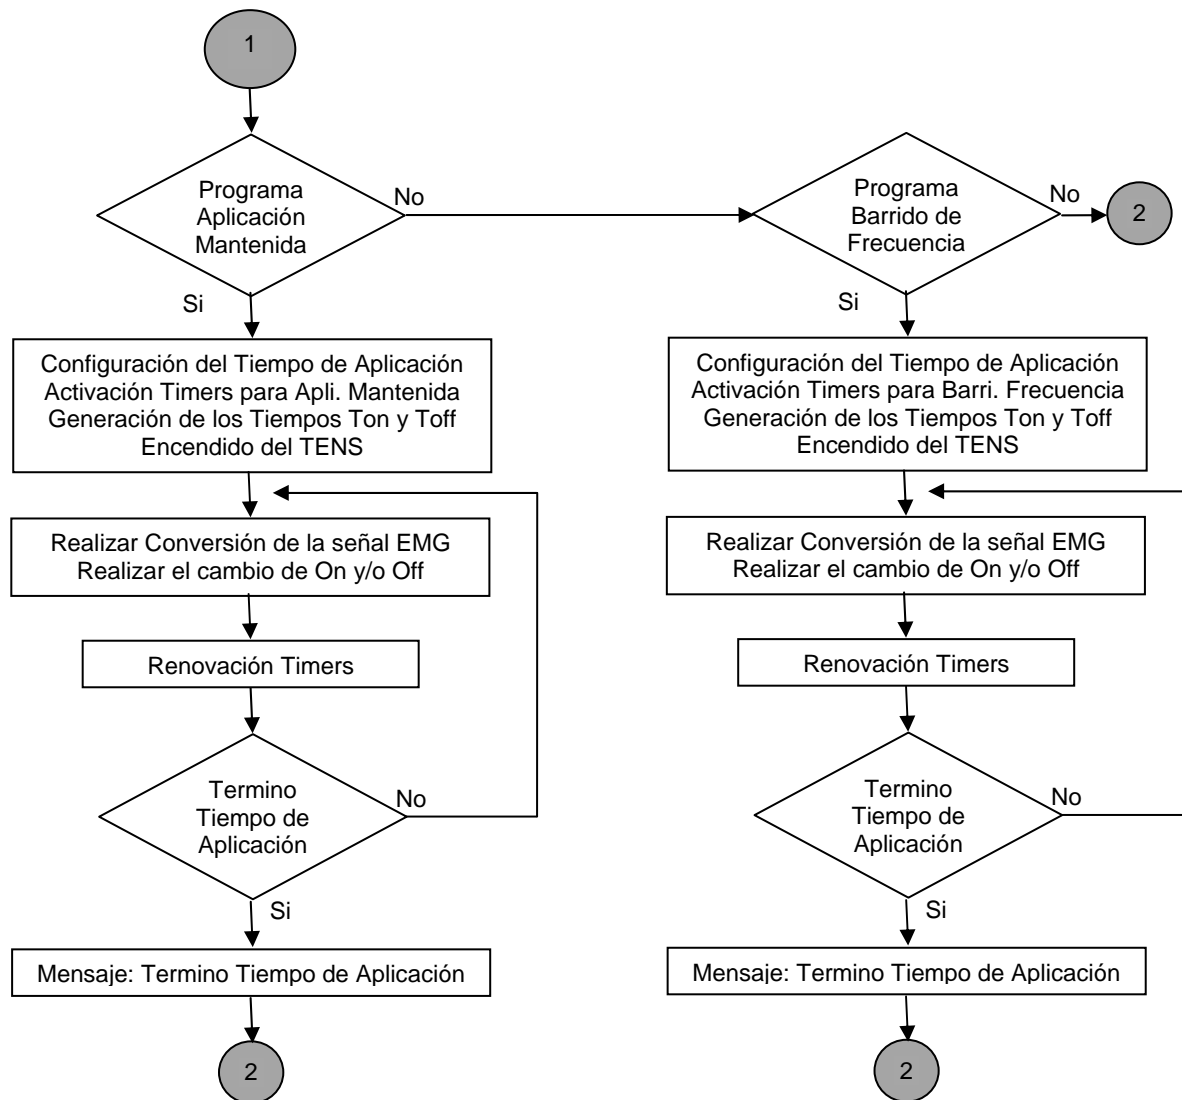 1
Programa
Aplicación
Mantenida
No
Si
Programa
Barrido de
Frecuencia
No
2
Si
Configuración del Tiempo de Aplicación
Activación Timers para Apli. Mantenida
Generación de los Tiempos Ton y Toff
Encendido del TENS
Configuración del Tiempo de Aplicación
Activación Timers para Barri. Frecuencia
Generación de los Tiempos Ton y Toff
Encendido del TENS
Realizar Conversión de la señal EMG
Realizar el cambio de On y/o Off
Realizar Conversión de la señal EMG
Realizar el cambio de On y/o Off
Renovación Timers
Renovación Timers
Termino
Tiempo de
Aplicación
No
Si
Termino
Tiempo de
Aplicación
No
Si
Mensaje: Termino Tiempo de Aplicación
Mensaje: Termino Tiempo de Aplicación
2
2